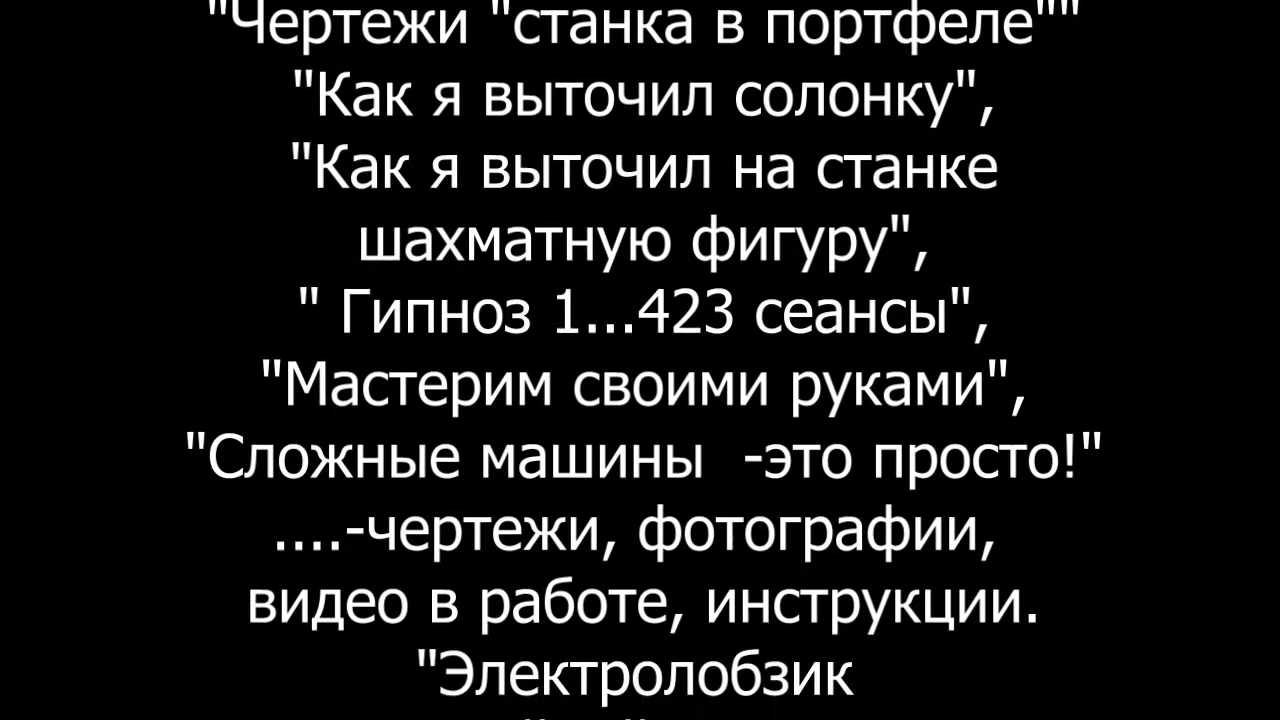 "Чертежи "станка в портфеле""
"Как я выточил солонку",
"Как я выточил на станке
шахматную фигуру",
" Гипноз 1...423 сеансы",
"Мастерим своими руками",
"Сложные машины  -это просто!"
....-чертежи, фотографии,
видео в работе, инструкции.
"Электролобзик